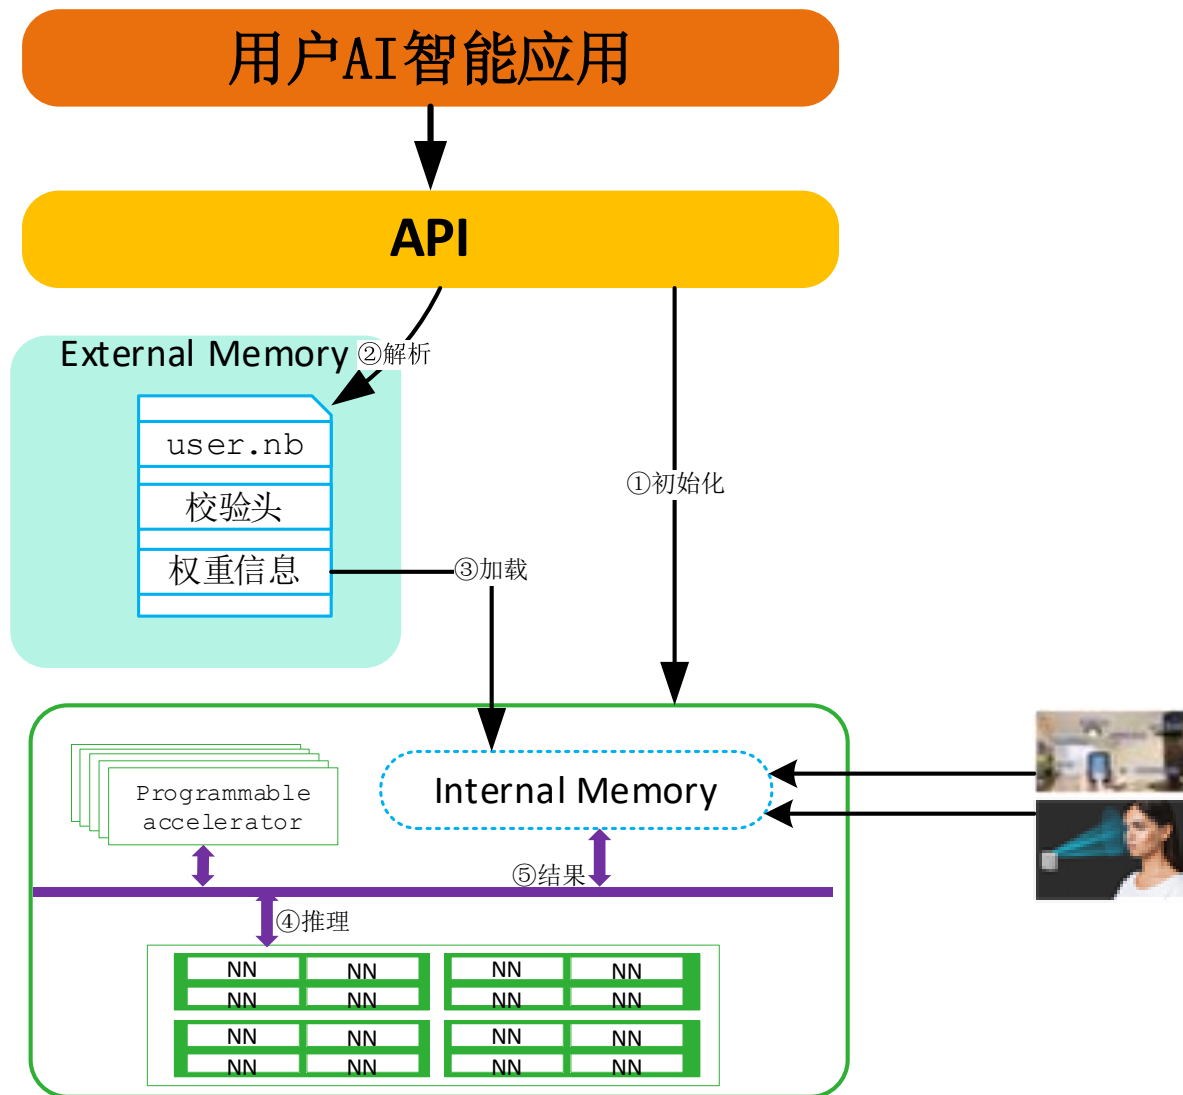 用户AI智能应用
API
External Memory
②解析
user.nb
校验头
权重信息
①初始化
③加载
Programmable
accelerator
Internal Memory
⑤结果
④推理
NN NN NN NN
NN NN NN NN
NN NN NN NN
NN NN NN NN